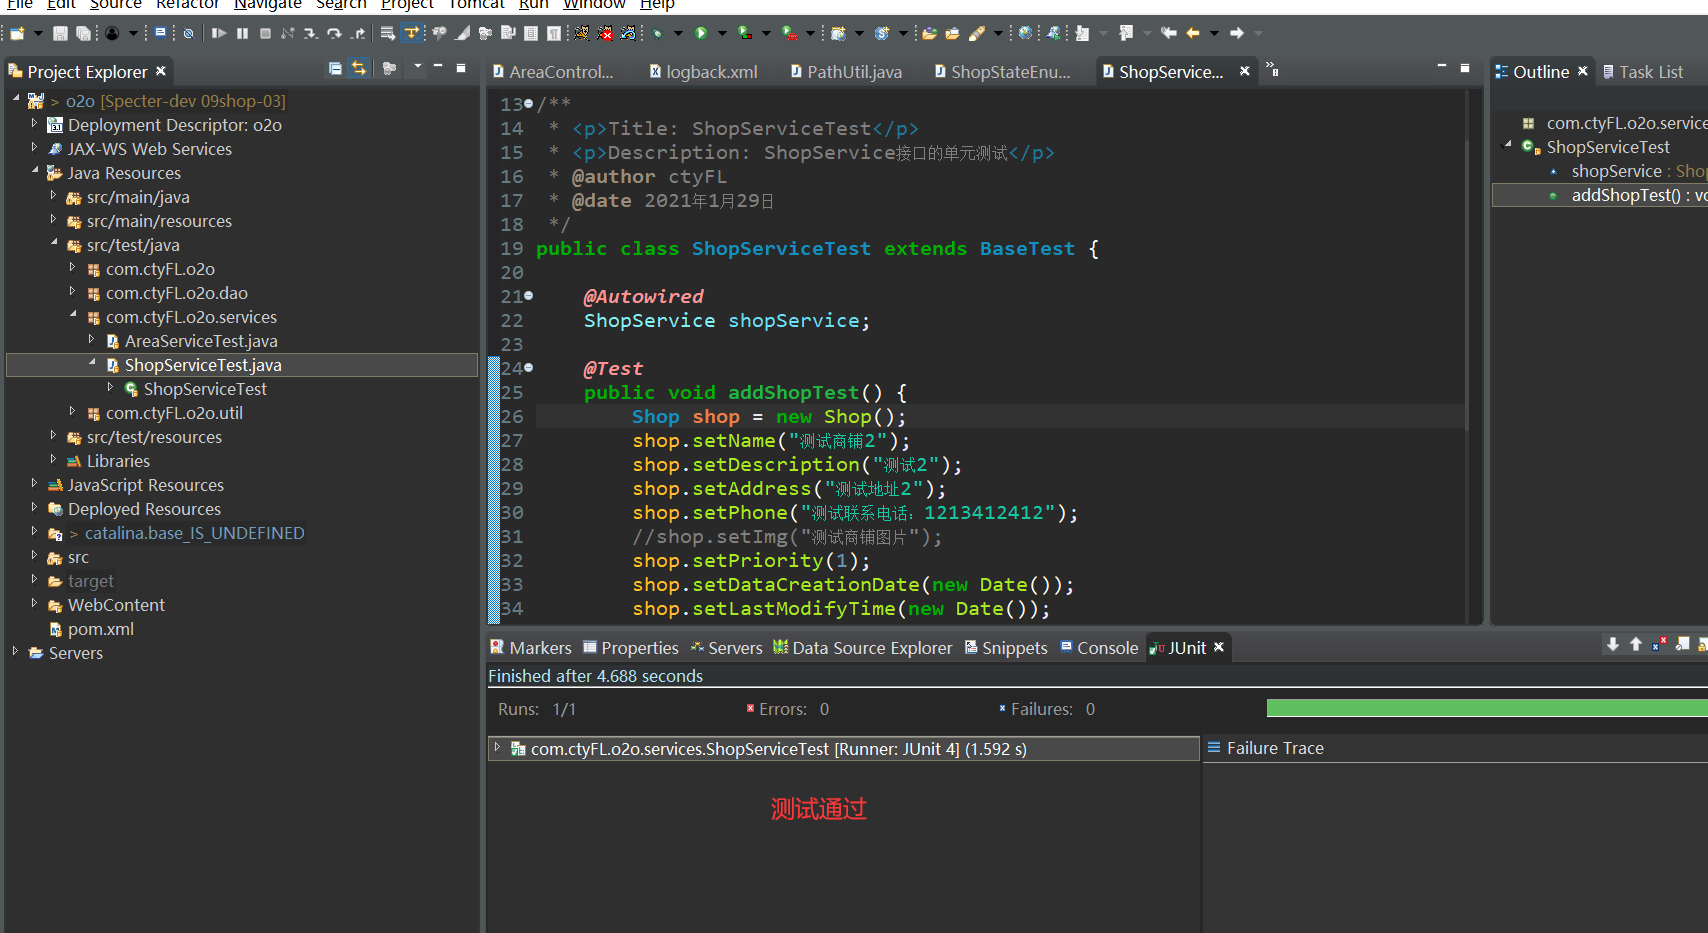 File Edit Source Refactor Navigate Search Project Tomcat Run Window Help
Project Explorer
> o2o [Specter-dev 09shop-03]
Deployment Descriptor: o2o
JAX-WS Web Services
Java Resources
src/main/java
src/main/resources
src/test/java
com.ctyFL.o2o
com.ctyFL.o2o.dao
com.ctyFL.o2o.services
AreaServiceTest.java
ShopServiceTest.java
ShopServiceTest
com.ctyFL.o2o.util
src/test/resources
Libraries
JavaScript Resources
Deployed Resources
> catalina.base_IS_UNDEFINED
src
target
WebContent
pom.xml
Servers
AreaControl... logback.xml PathUtil.java ShopStateEnu... ShopService... »8
13 /**
14 * <p>Title: ShopServiceTest</p>
15 * <p>Description: ShopService接口的单元测试</p>
16 * @author ctyFL
17 * @date 2021年1月29日
18 */
19 public class ShopServiceTest extends BaseTest {
20
21 @Autowired
22 ShopService shopService;
23
24 @Test
25 public void addShopTest() {
26 Shop shop = new Shop();
27 shop.setName("测试商铺2");
28 shop.setDescription("测试2");
29 shop.setAddress("测试地址2");
30 shop.setPhone("测试联系电话：1213412412");
31 //shop.setImg("测试商铺图片");
32 shop.setPriority(1);
33 shop.setDataCreationDate(new Date());
34 shop.setLastModifyTime(new Date());
Outline Task List
com.ctyFL.o2o.service
ShopServiceTest
shopService : Shop
addShopTest() : vo
Markers Properties Servers Data Source Explorer Snippets Console JUnit
Finished after 4.688 seconds
Runs: 1/1 Errors: 0 Failures: 0
com.ctyFL.o2o.services.ShopServiceTest [Runner: JUnit 4] (1.592 s)
Failure Trace
测试通过